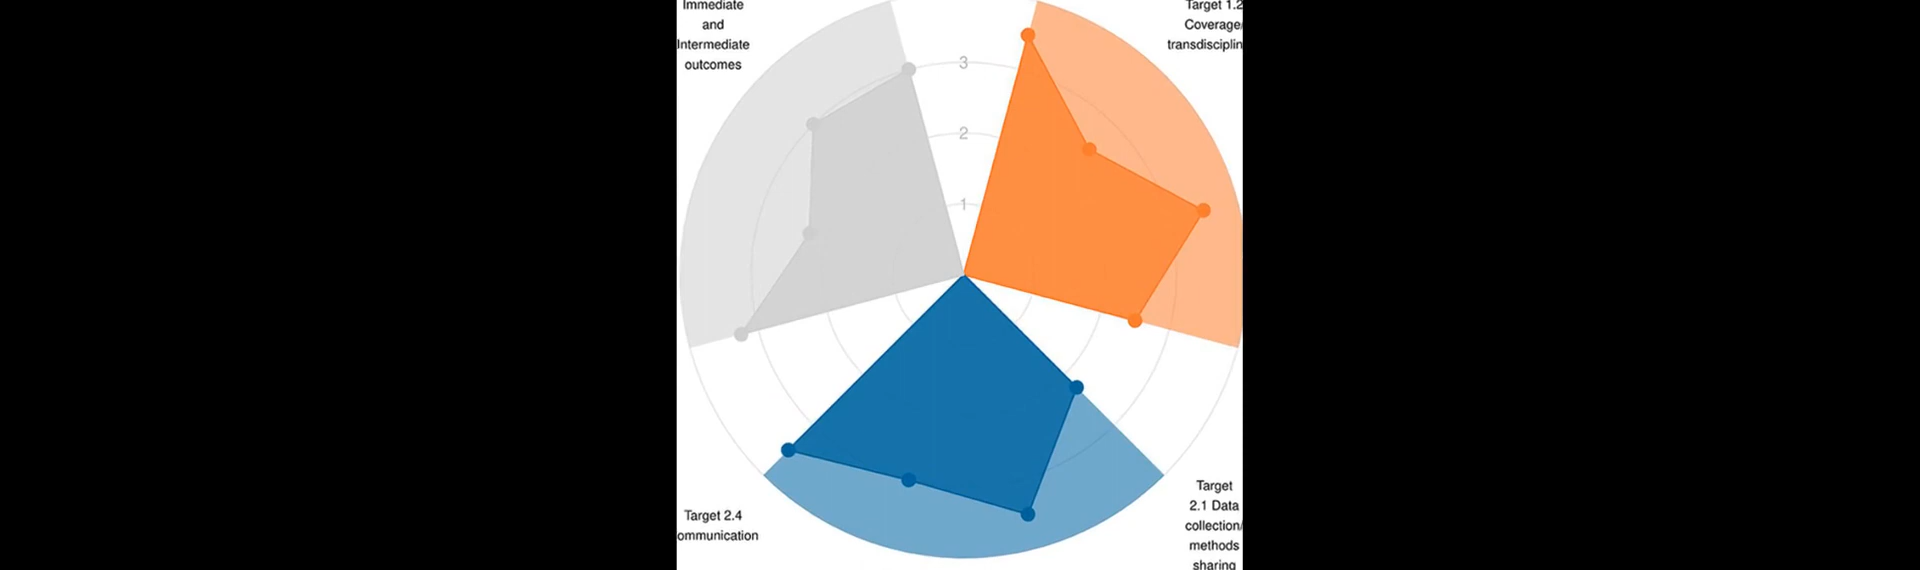 Immediate
and
Intermediate
outcomes
Target 1.2
Coverage/
transdisciplin
3
2
1
Target 2.4
ommunication
Target
2.1 Data
collection/
methods
sharing